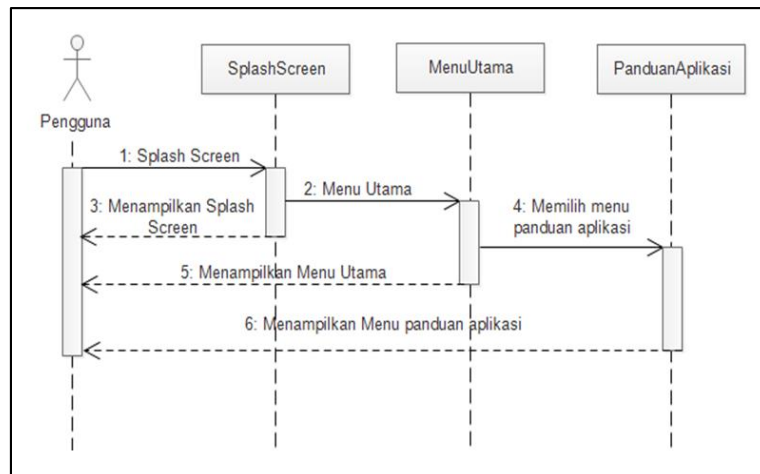 SplashScreen
MenuUtama
PanduanAplikasi
Pengguna
1: Splash Screen
2: Menu Utama
3: Menampilkan Splash
Screen
4: Memilih menu
panduan aplikasi
5: Menampilkan Menu Utama
6: Menampilkan Menu panduan aplikasi